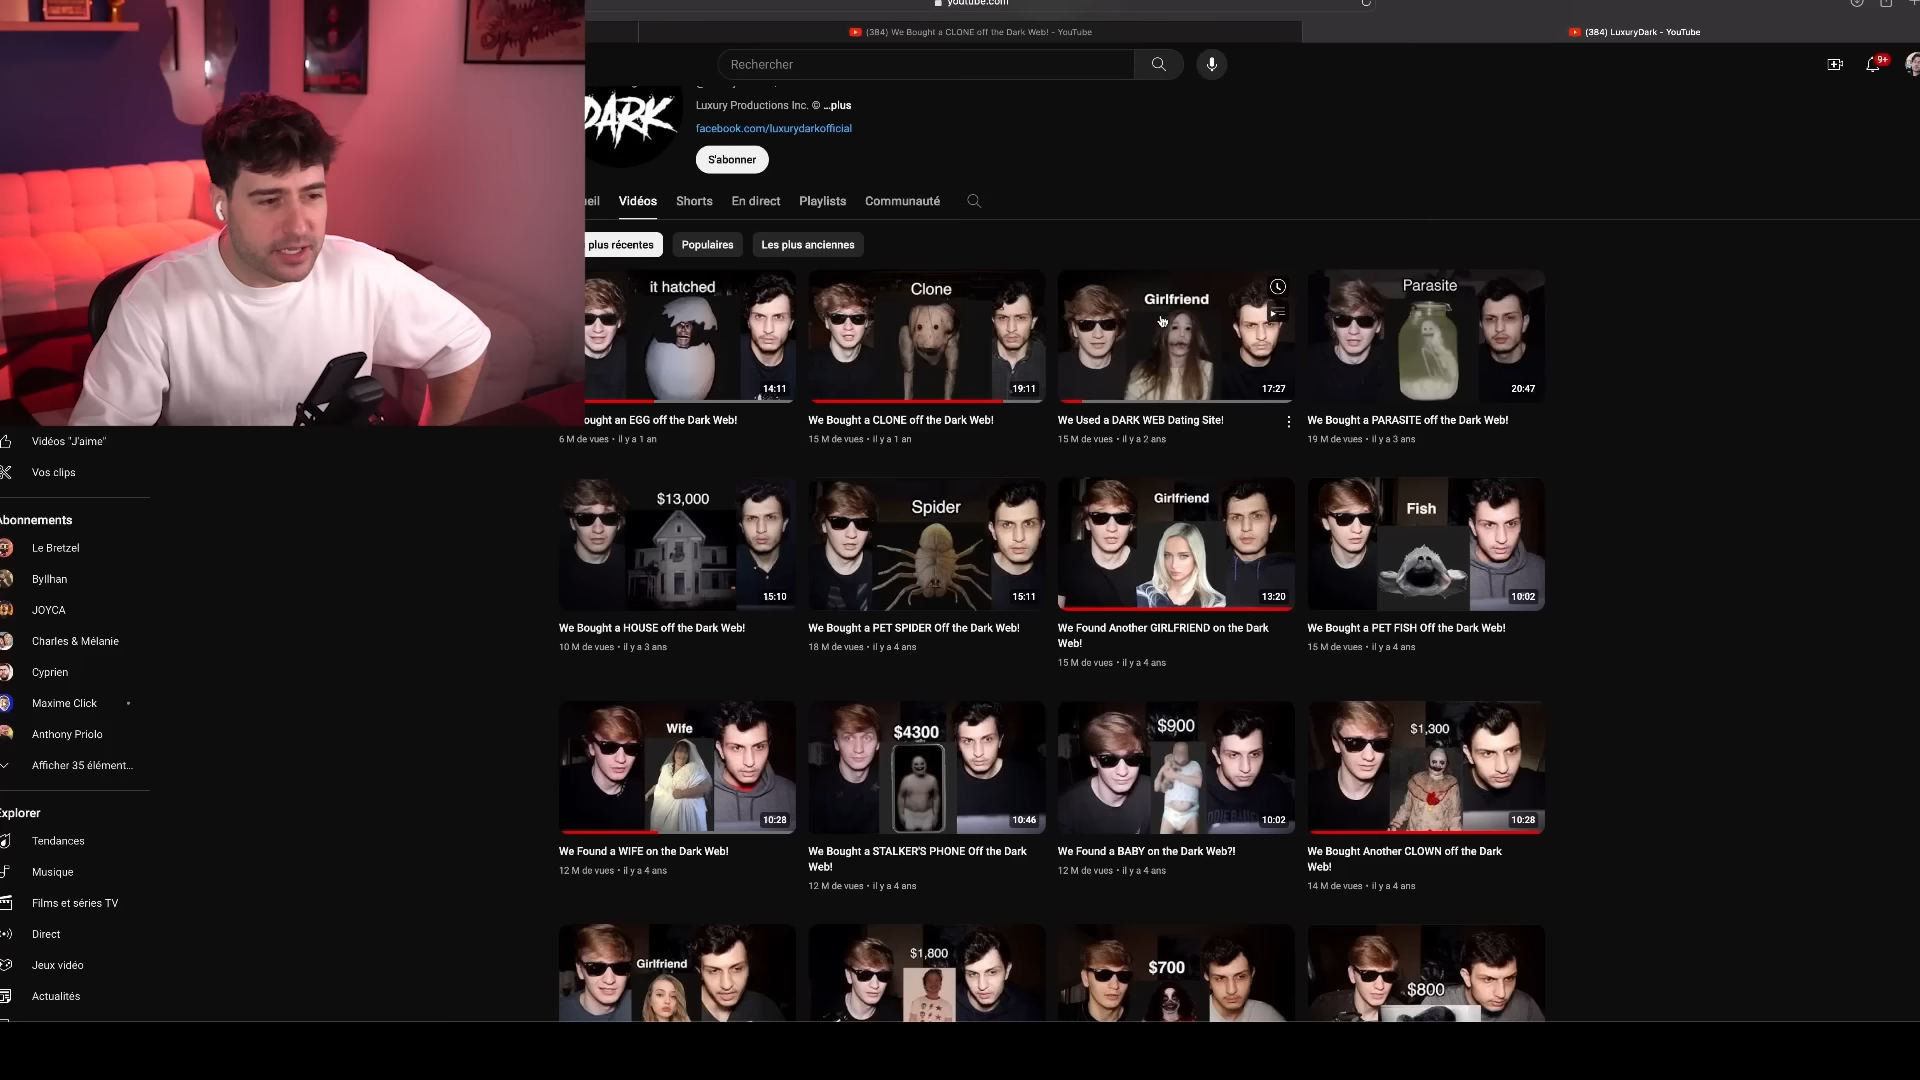 youtube.com
(384) We Bought a CLONE off the Dark Web! - YouTube
(384) LuxuryDark - YouTube
Rechercher
9+
DARK
Luxury Productions Inc. © ...plus
facebook.com/luxurydarkofficial
S'abonner
eil
Vidéos
Shorts
En direct
Playlists
Communauté
plus récentes
Populaires
Les plus anciennes
it hatched
14:11
Clone
19:11
Girlfriend
17:27
Parasite
20:47
ought an EGG off the Dark Web!
6 M de vues • il y a 1 an
We Bought a CLONE off the Dark Web!
15 M de vues • il y a 1 an
We Used a DARK WEB Dating Site!
15 M de vues • il y a 2 ans
We Bought a PARASITE off the Dark Web!
19 M de vues • il y a 3 ans
Vidéos "J'aime"
Vos clips
Abonnements
Le Bretzel
Byllhan
JOYCA
Charles & Mélanie
Cyprien
Maxime Click
Anthony Priolo
Afficher 35 élément...
Explorer
Tendances
Musique
Films et séries TV
Direct
Jeux vidéo
Actualités
$13,000
15:10
Spider
15:11
Girlfriend
13:20
Fish
10:02
We Bought a HOUSE off the Dark Web!
10 M de vues • il y a 3 ans
We Bought a PET SPIDER Off the Dark Web!
18 M de vues • il y a 4 ans
We Found Another GIRLFRIEND on the Dark
Web!
15 M de vues • il y a 4 ans
We Bought a PET FISH Off the Dark Web!
15 M de vues • il y a 4 ans
Wife
10:28
$4300
10:46
$900
10:02
$1,300
10:28
We Found a WIFE on the Dark Web!
12 M de vues • il y a 4 ans
We Bought a STALKER'S PHONE Off the Dark
Web!
12 M de vues • il y a 4 ans
We Found a BABY on the Dark Web?!
12 M de vues • il y a 4 ans
We Bought Another CLOWN off the Dark
Web!
14 M de vues • il y a 4 ans
Girlfriend
$1,800
$700
$800